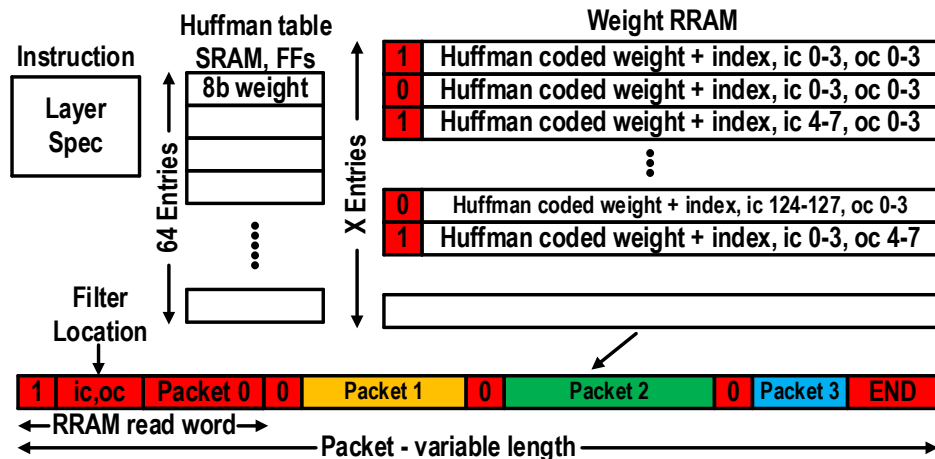 Instruction
Layer
Spec
Huffman table
SRAM, FFs
8b weight
64 Entries
Weight RRAM
X Entries
1 Huffman coded weight + index, ic 0-3, oc 0-3
0 Huffman coded weight + index, ic 0-3, oc 0-3
1 Huffman coded weight + index, ic 4-7, oc 0-3
0 Huffman coded weight + index, ic 124-127, oc 0-3
1 Huffman coded weight + index, ic 0-3, oc 4-7
Filter
Location
1 ic,oc Packet 0 0 Packet 1 0 Packet 2 0 Packet 3 END
RRAM read word
Packet - variable length